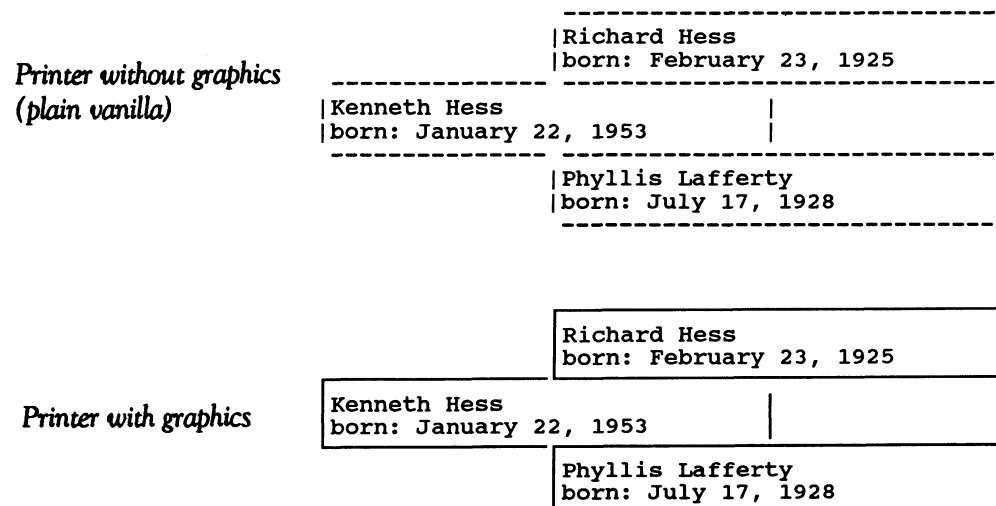 Printer without graphics
(plain vanilla)
Richard Hess
born: February 23, 1925
Kenneth Hess
born: January 22, 1953
Phyllis Lafferty
born: July 17, 1928
Printer with graphics
Richard Hess
born: February 23, 1925
Kenneth Hess
born: January 22, 1953
Phyllis Lafferty
born: July 17, 1928